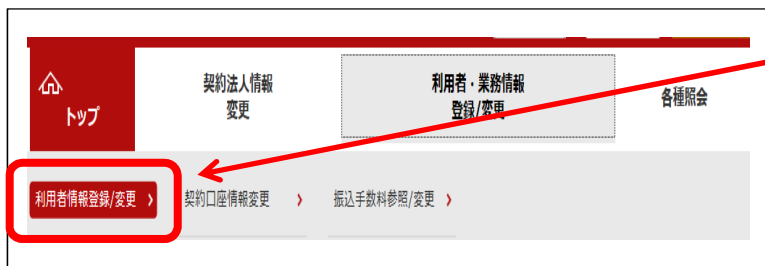 トップ
契約法人情報
変更
利用者・業務情報
登録/変更
各種照会
利用者情報登録/変更
契約口座情報変更
振込手数料参照/変更